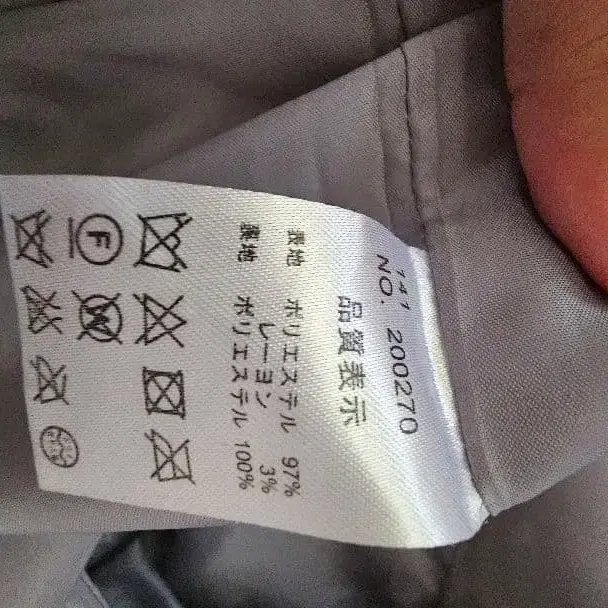 141
NO. 200270
品質表示
表地 ポリエステル 97%
レーヨン 3%
裏地 ポリエステル 100%
F
W